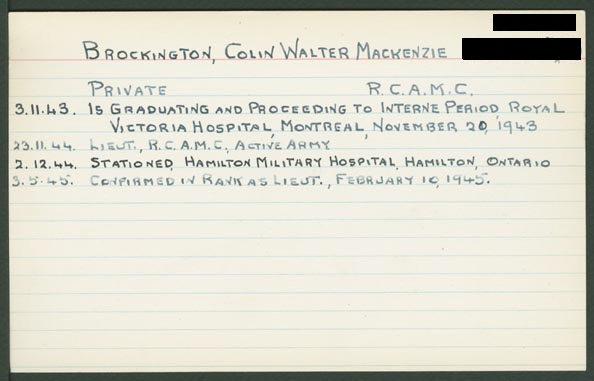 BROCKINGTON, COLIN WALTER MACKENZIE
PRIVATE R.C.A.M.C.
3.11.43. IS GRADUATING AND PROCEEDING TO INTERNE PERIOD, ROYAL
VICTORIA HOSPITAL, MONTREAL, NOVEMBER 20, 1943
23.11.44. LIEUT., R.C.A.M.C., ACTIVE ARMY
2.12.44. STATIONED, HAMILTON MILITARY HOSPITAL, HAMILTON, ONTARIO
3.5.45. CONFIRMED IN RANK AS LIEUT., FEBRUARY 10, 1945.